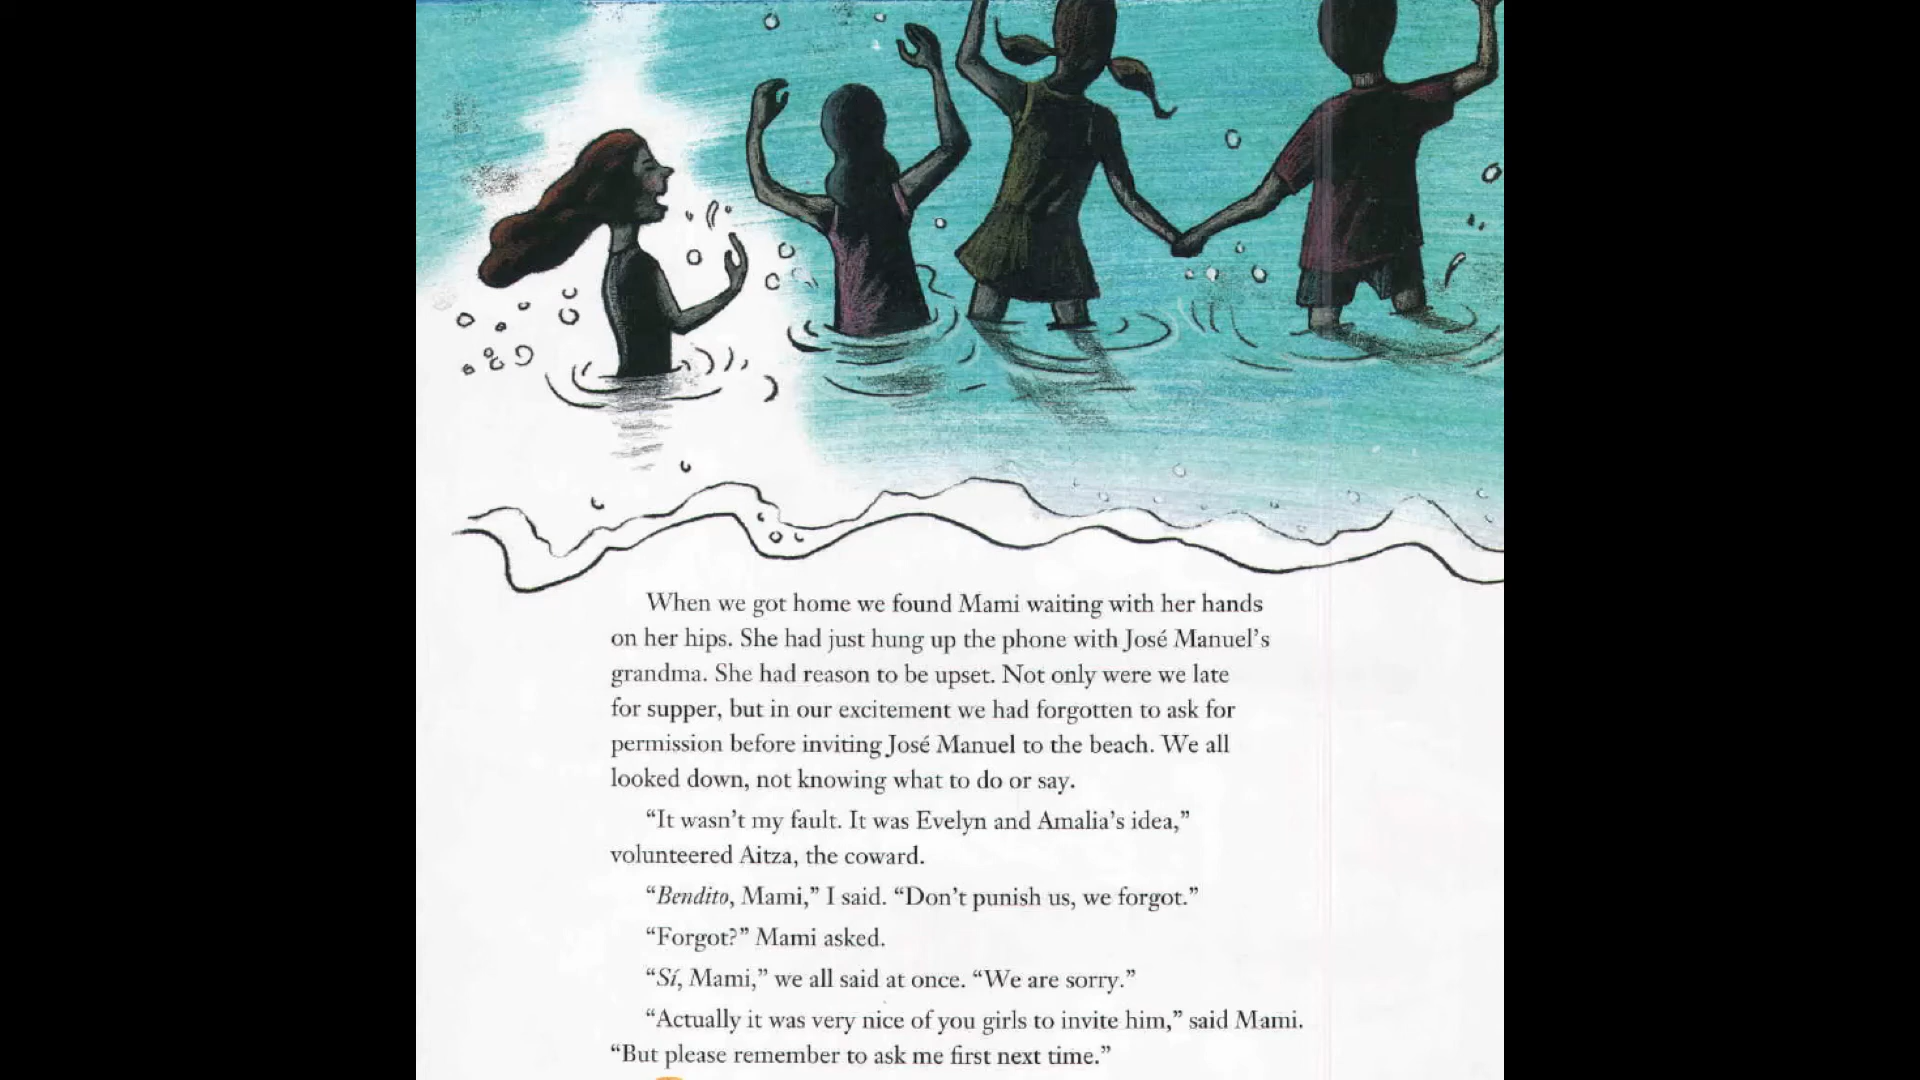 When we got home we found Mami waiting with her hands
on her hips. She had just hung up the phone with José Manuel’s
grandma. She had reason to be upset. Not only were we late
for supper, but in our excitement we had forgotten to ask for
permission before inviting José Manuel to the beach. We all
looked down, not knowing what to do or say.
“It wasn’t my fault. It was Evelyn and Amalia’s idea,”
volunteered Aitza, the coward.
“Bendito, Mami,” I said. “Don’t punish us, we forgot.”
“Forgot?” Mami asked.
“Sí, Mami,” we all said at once. “We are sorry.”
“Actually it was very nice of you girls to invite him,” said Mami.
“But please remember to ask me first next time.”